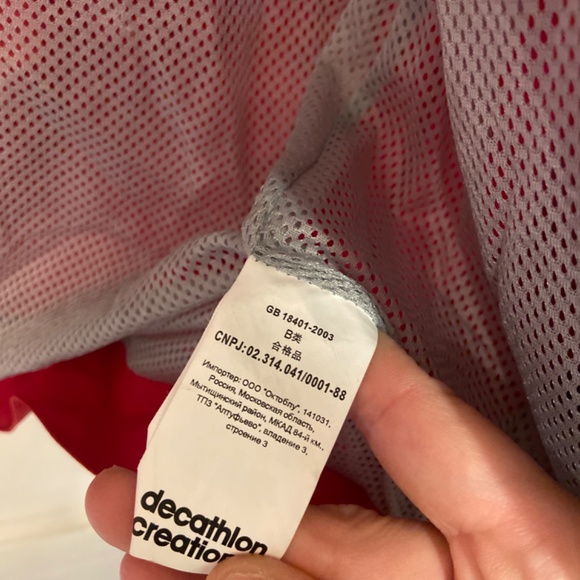 GB 18401-2003
B类
合格品
CNPJ:02.314.041/0001-88
Импортер: ООО "Октоблу", 141031,
Россия, Московская область,
Мытищинский район, МКАД 84-й км.,
ТПЗ "Алтуфьево", владение 3,
строение 3
decathlon
creation